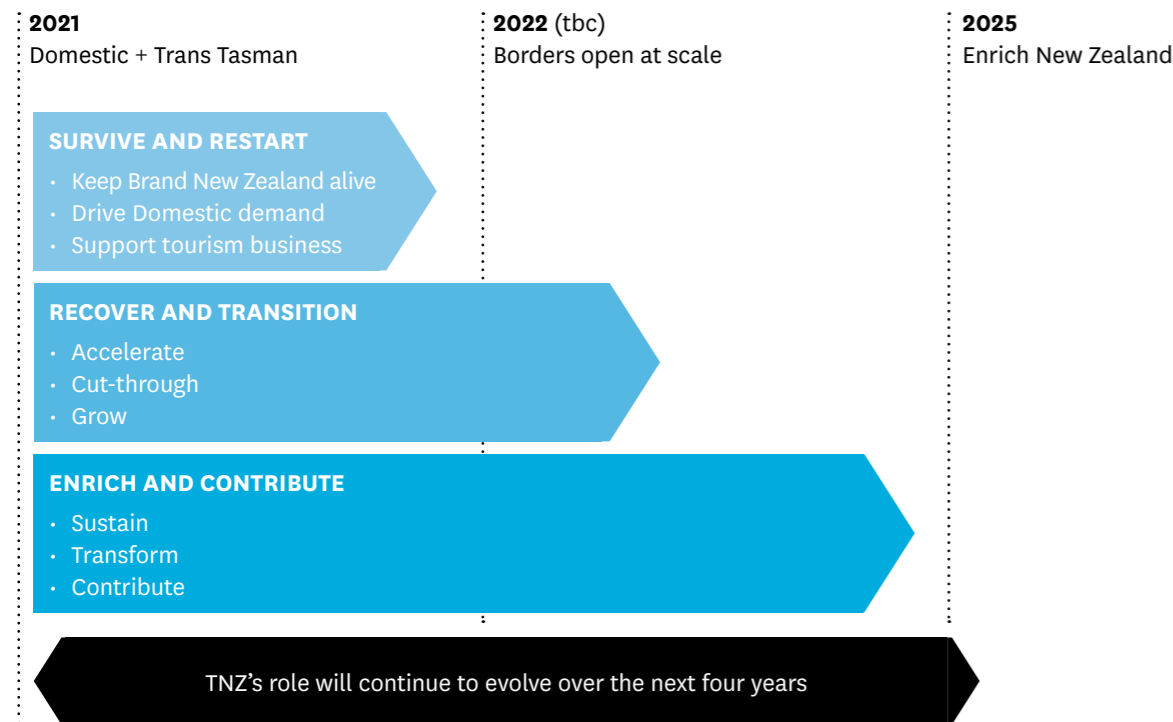 2021
Domestic + Trans Tasman
2022 (tbc)
Borders open at scale
2025
Enrich New Zealand
SURVIVE AND RESTART
• Keep Brand New Zealand alive
• Drive Domestic demand
• Support tourism business
RECOVER AND TRANSITION
• Accelerate
• Cut-through
• Grow
ENRICH AND CONTRIBUTE
• Sustain
• Transform
• Contribute
TNZ’s role will continue to evolve over the next four years